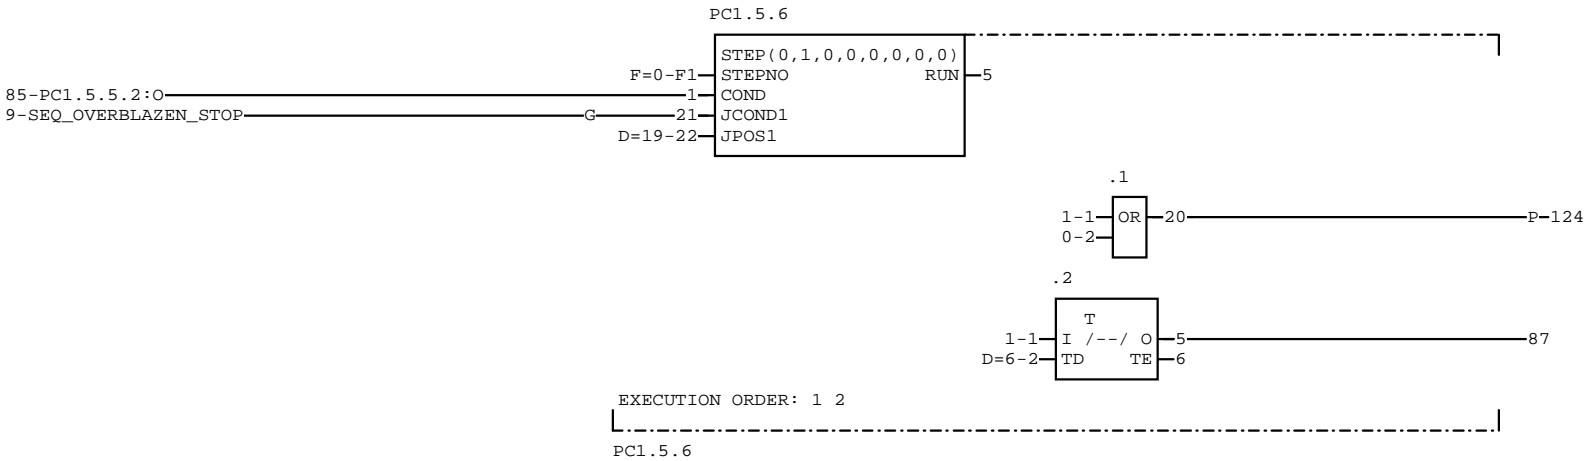 PC1.5.6
STEP(0,1,0,0,0,0,0,0)
F=0-F1 STEPNO RUN 5
85-PC1.5.5.2:O 1 COND
9-SEQ_OVERBLAZEN_STOP G 21 JCOND1
D=19-22 JPOS1
.1
1-1 OR 20 P-124
0-2
.2
T
1-1 I /--/ O 5 87
D=6-2 TD TE 6
EXECUTION ORDER: 1 2
PC1.5.6